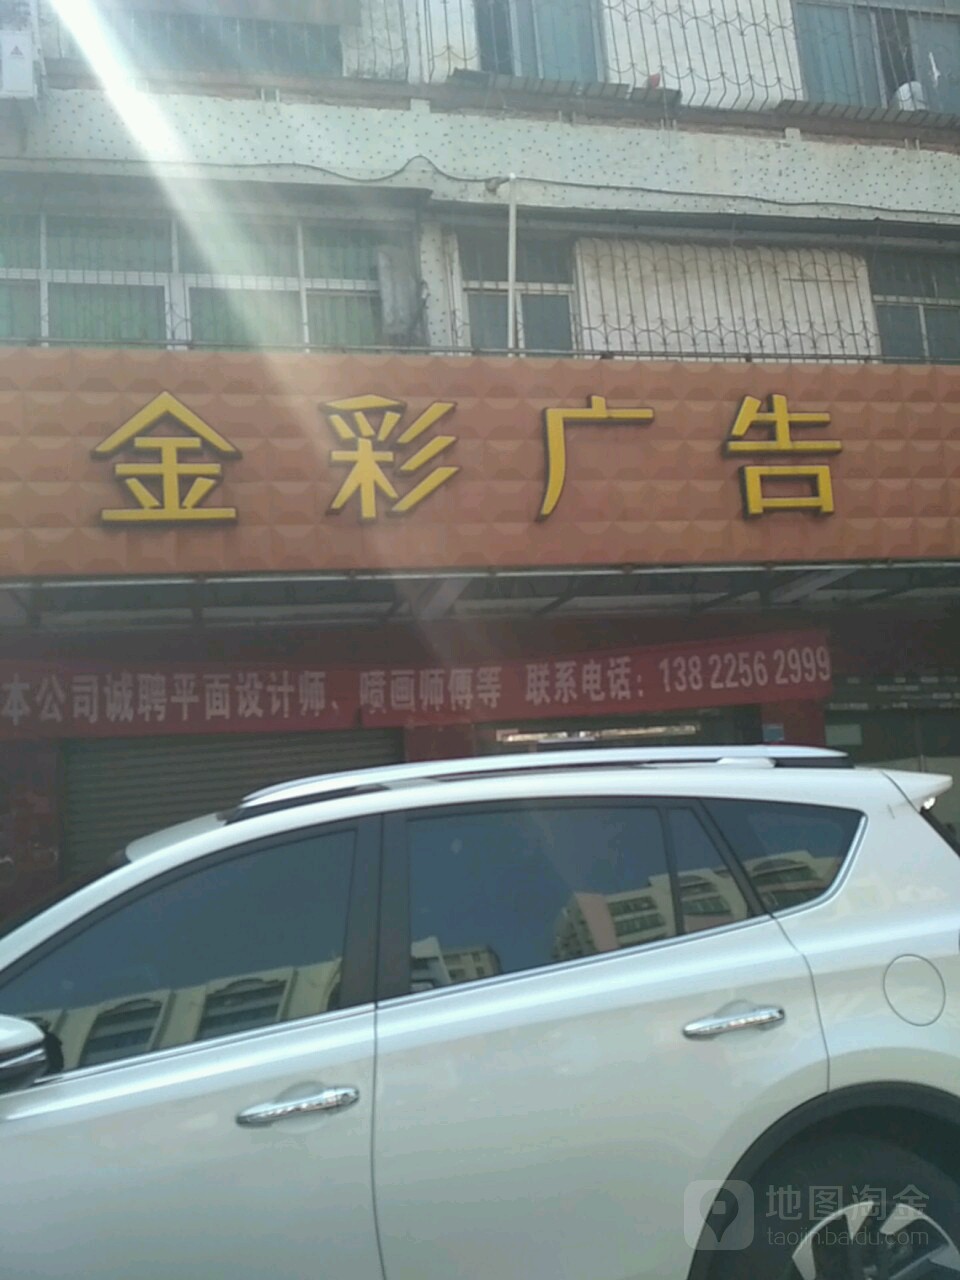 金彩广告
本公司诚聘平面设计师、喷画师傅等 联系电话：138 2256 2999
地图淘金
taojin.baidu.com